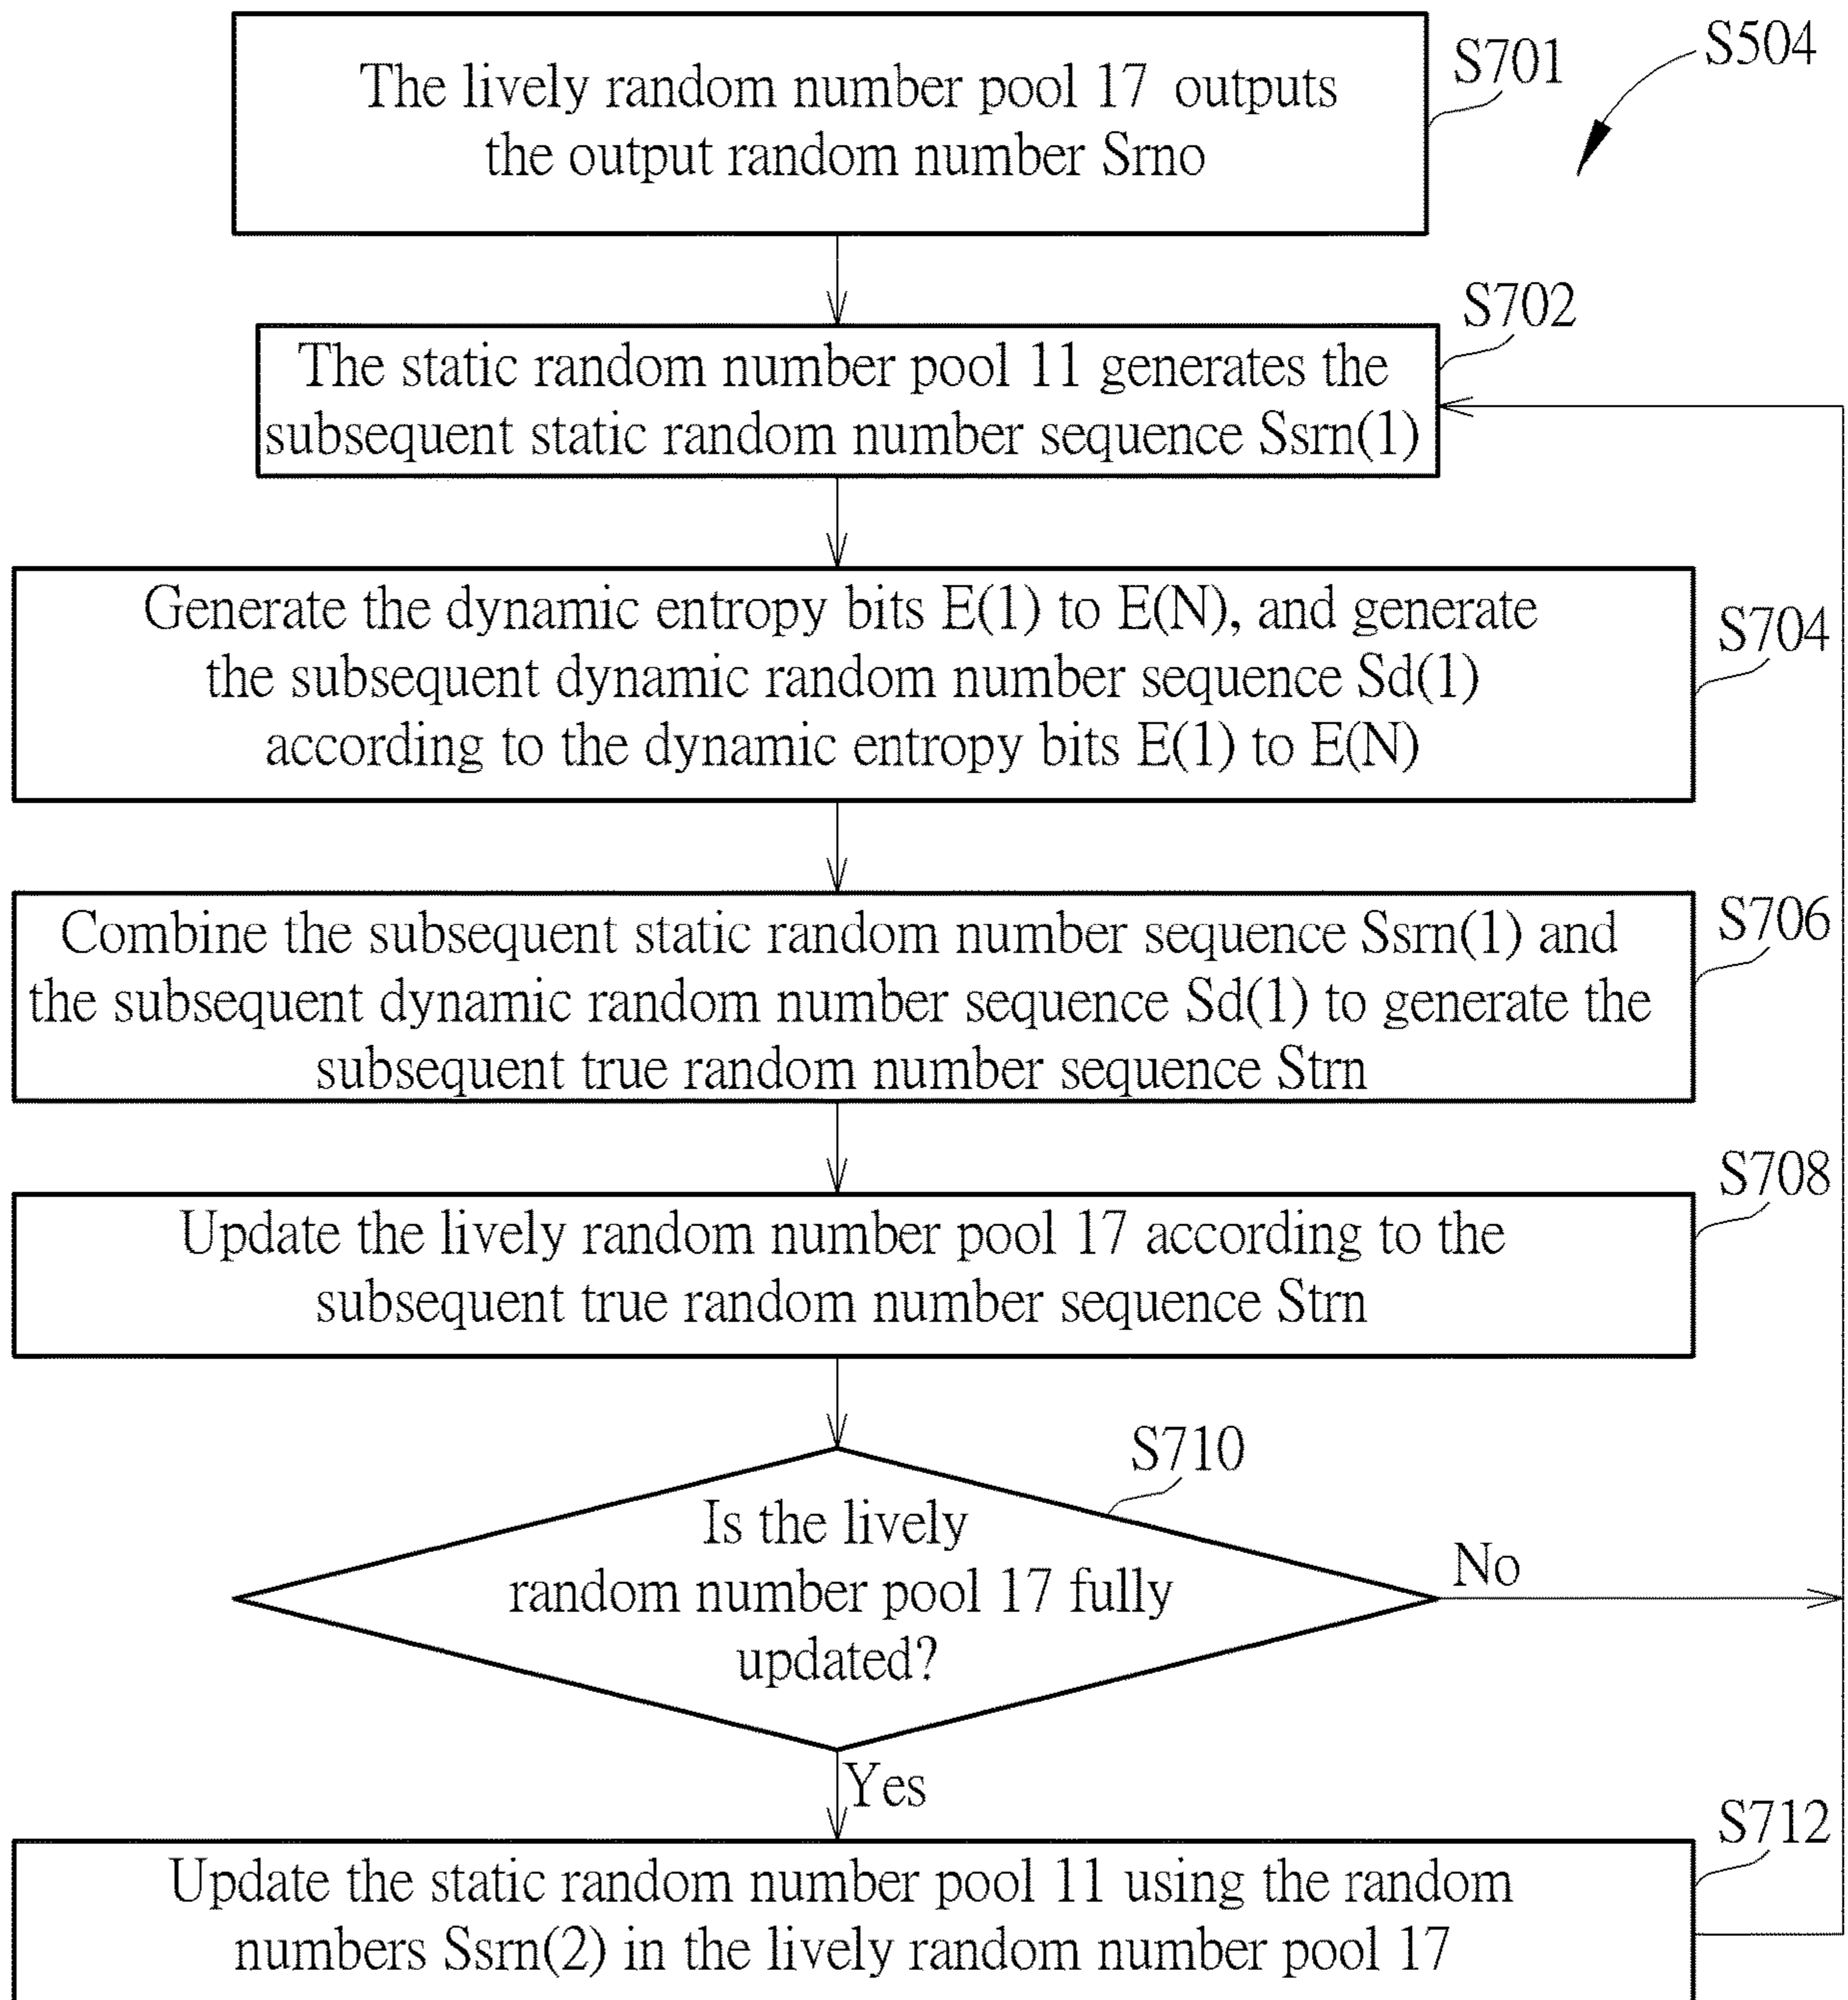 S504
S701
The lively random number pool 17 outputs
the output random number Srno
S702
The static random number pool 11 generates the
subsequent static random number sequence Ssrn(1)
S704
Generate the dynamic entropy bits E(1) to E(N), and generate
the subsequent dynamic random number sequence Sd(1)
according to the dynamic entropy bits E(1) to E(N)
S706
Combine the subsequent static random number sequence Ssrn(1) and
the subsequent dynamic random number sequence Sd(1) to generate the
subsequent true random number sequence Strn
S708
Update the lively random number pool 17 according to the
subsequent true random number sequence Strn
S710
Is the lively
random number pool 17 fully
updated?
No
Yes
S712
Update the static random number pool 11 using the random
numbers Ssrn(2) in the lively random number pool 17